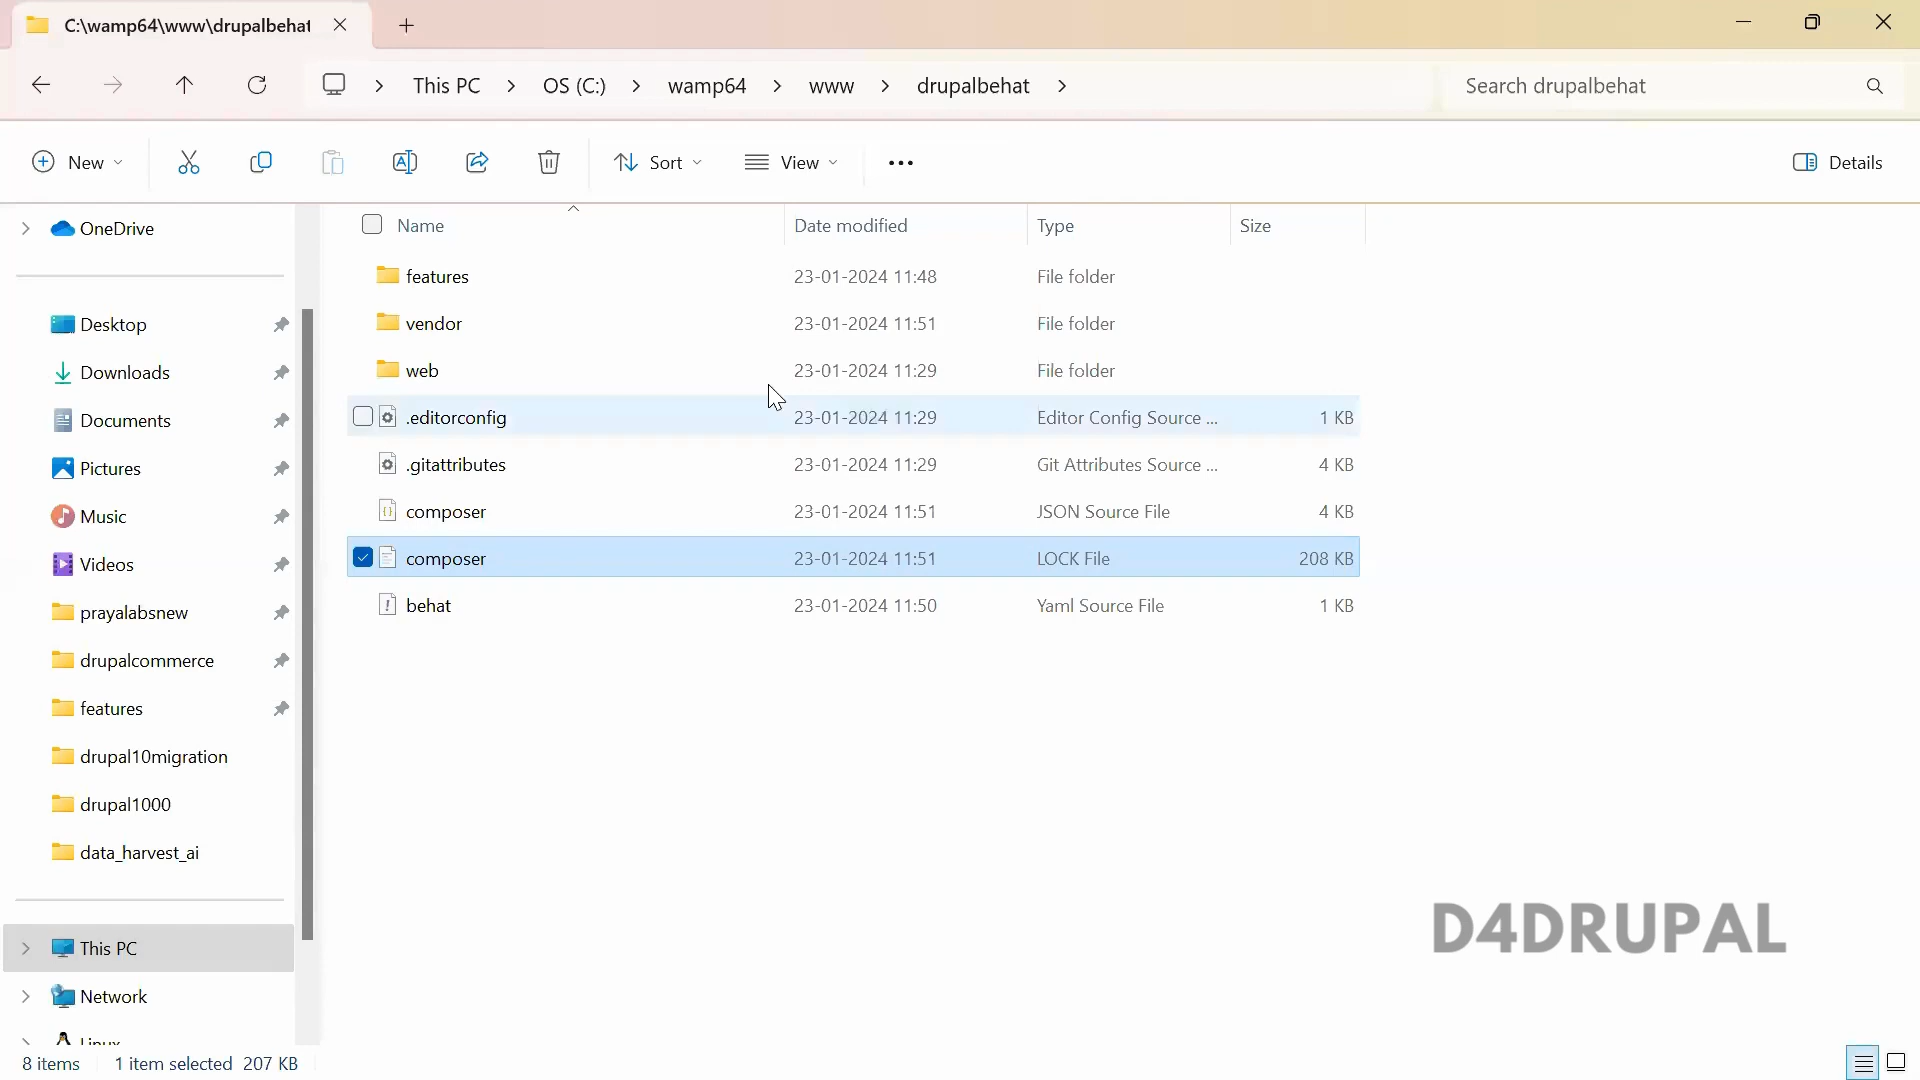 C:\wamp64\www\drupalbehat
This PC > OS (C:) > wamp64 > www > drupalbehat >
Search drupalbehat
New
Sort
View
Details
OneDrive
Desktop
Downloads
Documents
Pictures
Music
Videos
prayalabsnew
drupalcommerce
features
drupal10migration
drupal1000
data_harvest_ai
This PC
Network
Linux
Name Date modified Type Size
features 23-01-2024 11:48 File folder
vendor 23-01-2024 11:51 File folder
web 23-01-2024 11:29 File folder
.editorconfig 23-01-2024 11:29 Editor Config Source ... 1 KB
.gitattributes 23-01-2024 11:29 Git Attributes Source ... 4 KB
composer 23-01-2024 11:51 JSON Source File 4 KB
composer 23-01-2024 11:51 LOCK File 208 KB
behat 23-01-2024 11:50 Yaml Source File 1 KB
D4DRUPAL
8 items 1 item selected 207 KB